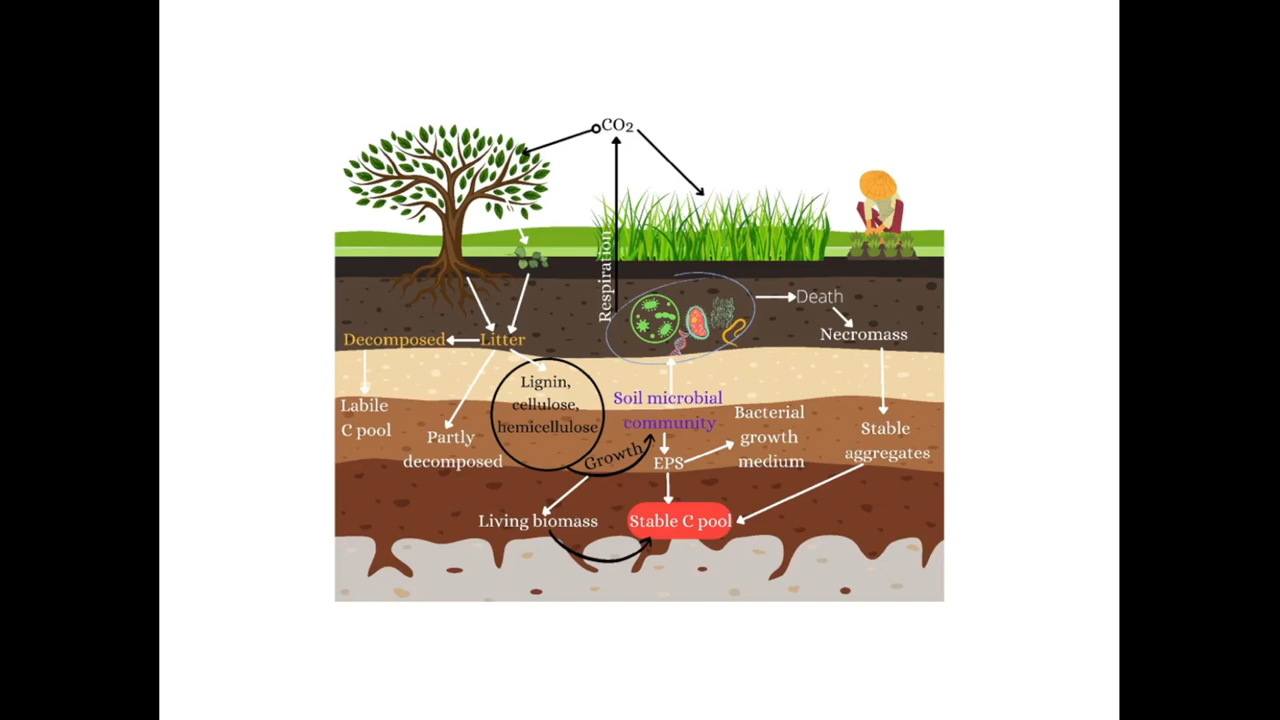 CO2
Respiration
Death
Necromass
Decomposed
Litter
Lignin,
cellulose,
hemicellulose
Soil microbial
community
Labile
C pool
Partly
decomposed
Growth
EPS
Bacterial
growth
medium
Stable
aggregates
Living biomass
Stable C pool